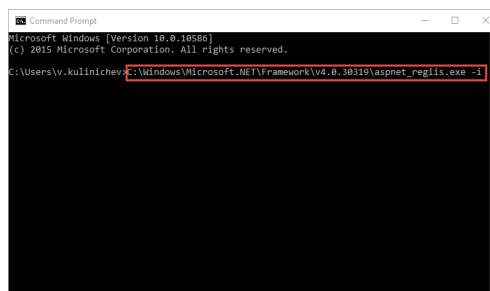 Command Prompt
Microsoft Windows [Version 10.0.10586]
(c) 2015 Microsoft Corporation. All rights reserved.
C:\Users\v.kulinichev>C:\Windows\Microsoft.NET\Framework\v4.0.30319\aspnet_regiis.exe -i